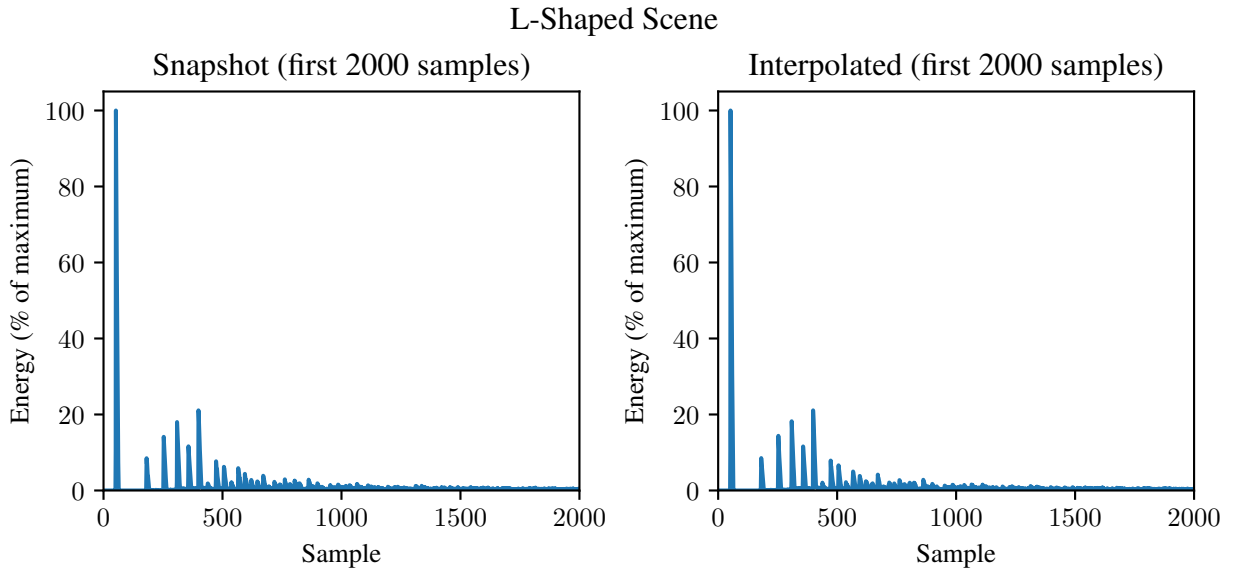 L-Shaped Scene
Snapshot (first 2000 samples)
Energy (% of maximum)
100
80
60
40
20
0
0 500 1000 1500 2000
Sample
Interpolated (first 2000 samples)
Energy (% of maximum)
100
80
60
40
20
0
0 500 1000 1500 2000
Sample